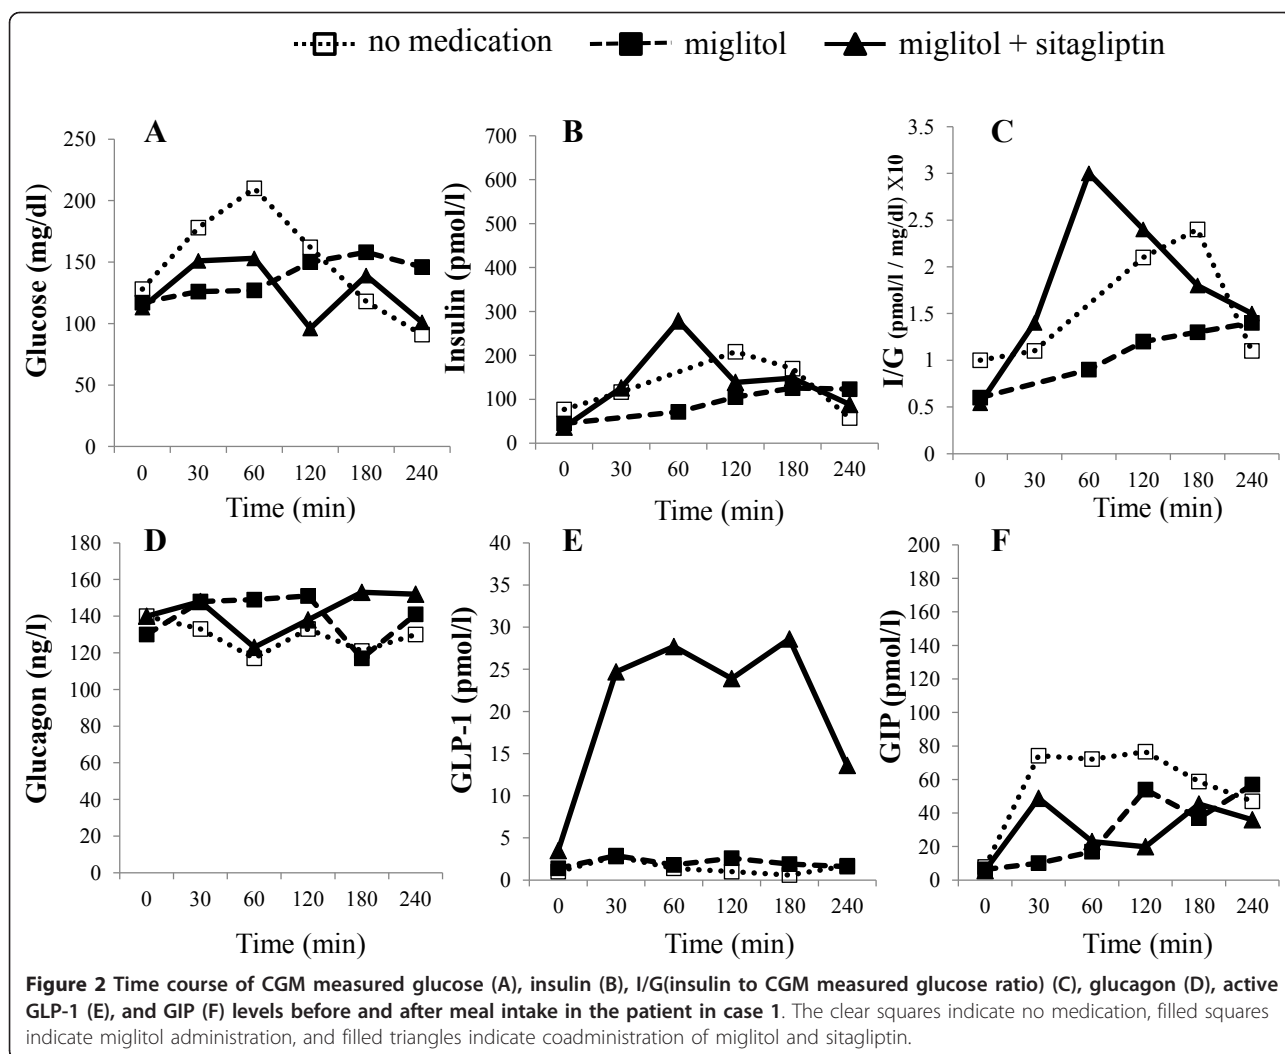 no medication miglitol miglitol + sitagliptin
A
Glucose (mg/dl)
250
200
150
100
50
0
0 30 60 120 180 240
Time (min)
B
Insulin (pmol/l)
700
600
500
400
300
200
100
0
0 30 60 120 180 240
Time (min)
C
I/G (pmol/l / mg/dl) X10
3.5
3
2.5
2
1.5
1
0.5
0
0 30 60 120 180 240
Time (min)
D
Glucagon (ng/l)
180
160
140
120
100
80
60
40
20
0
0 30 60 120 180 240
Time (min)
E
GLP-1 (pmol/l)
40
35
30
25
20
15
10
5
0
0 30 60 120 180 240
Time (min)
F
GIP (pmol/l)
200
180
160
140
120
100
80
60
40
20
0
0 30 60 120 180 240
Time (min)
Figure 2 Time course of CGM measured glucose (A), insulin (B), I/G(insulin to CGM measured glucose ratio) (C), glucagon (D), active
GLP-1 (E), and GIP (F) levels before and after meal intake in the patient in case 1. The clear squares indicate no medication, filled squares
indicate miglitol administration, and filled triangles indicate coadministration of miglitol and sitagliptin.